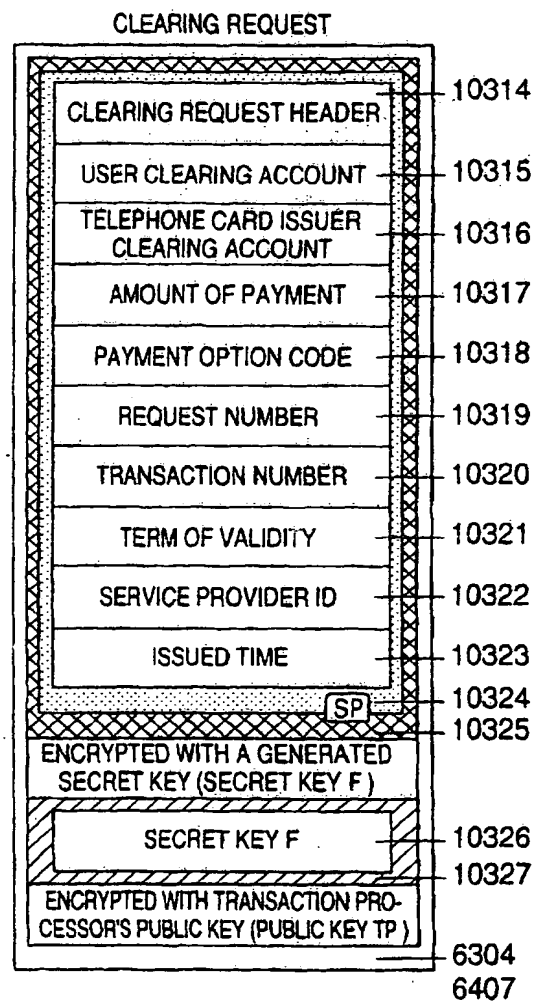 CLEARING REQUEST
CLEARING REQUEST HEADER
10314
USER CLEARING ACCOUNT
10315
TELEPHONE CARD ISSUER
CLEARING ACCOUNT
10316
AMOUNT OF PAYMENT
10317
PAYMENT OPTION CODE
10318
REQUEST NUMBER
10319
TRANSACTION NUMBER
10320
TERM OF VALIDITY
10321
SERVICE PROVIDER ID
10322
ISSUED TIME
10323
SP
10324
10325
ENCRYPTED WITH A GENERATED
SECRET KEY (SECRET KEY F)
SECRET KEY F
10326
10327
ENCRYPTED WITH TRANSACTION PRO-
CESSOR'S PUBLIC KEY (PUBLIC KEY TP)
6304
6407